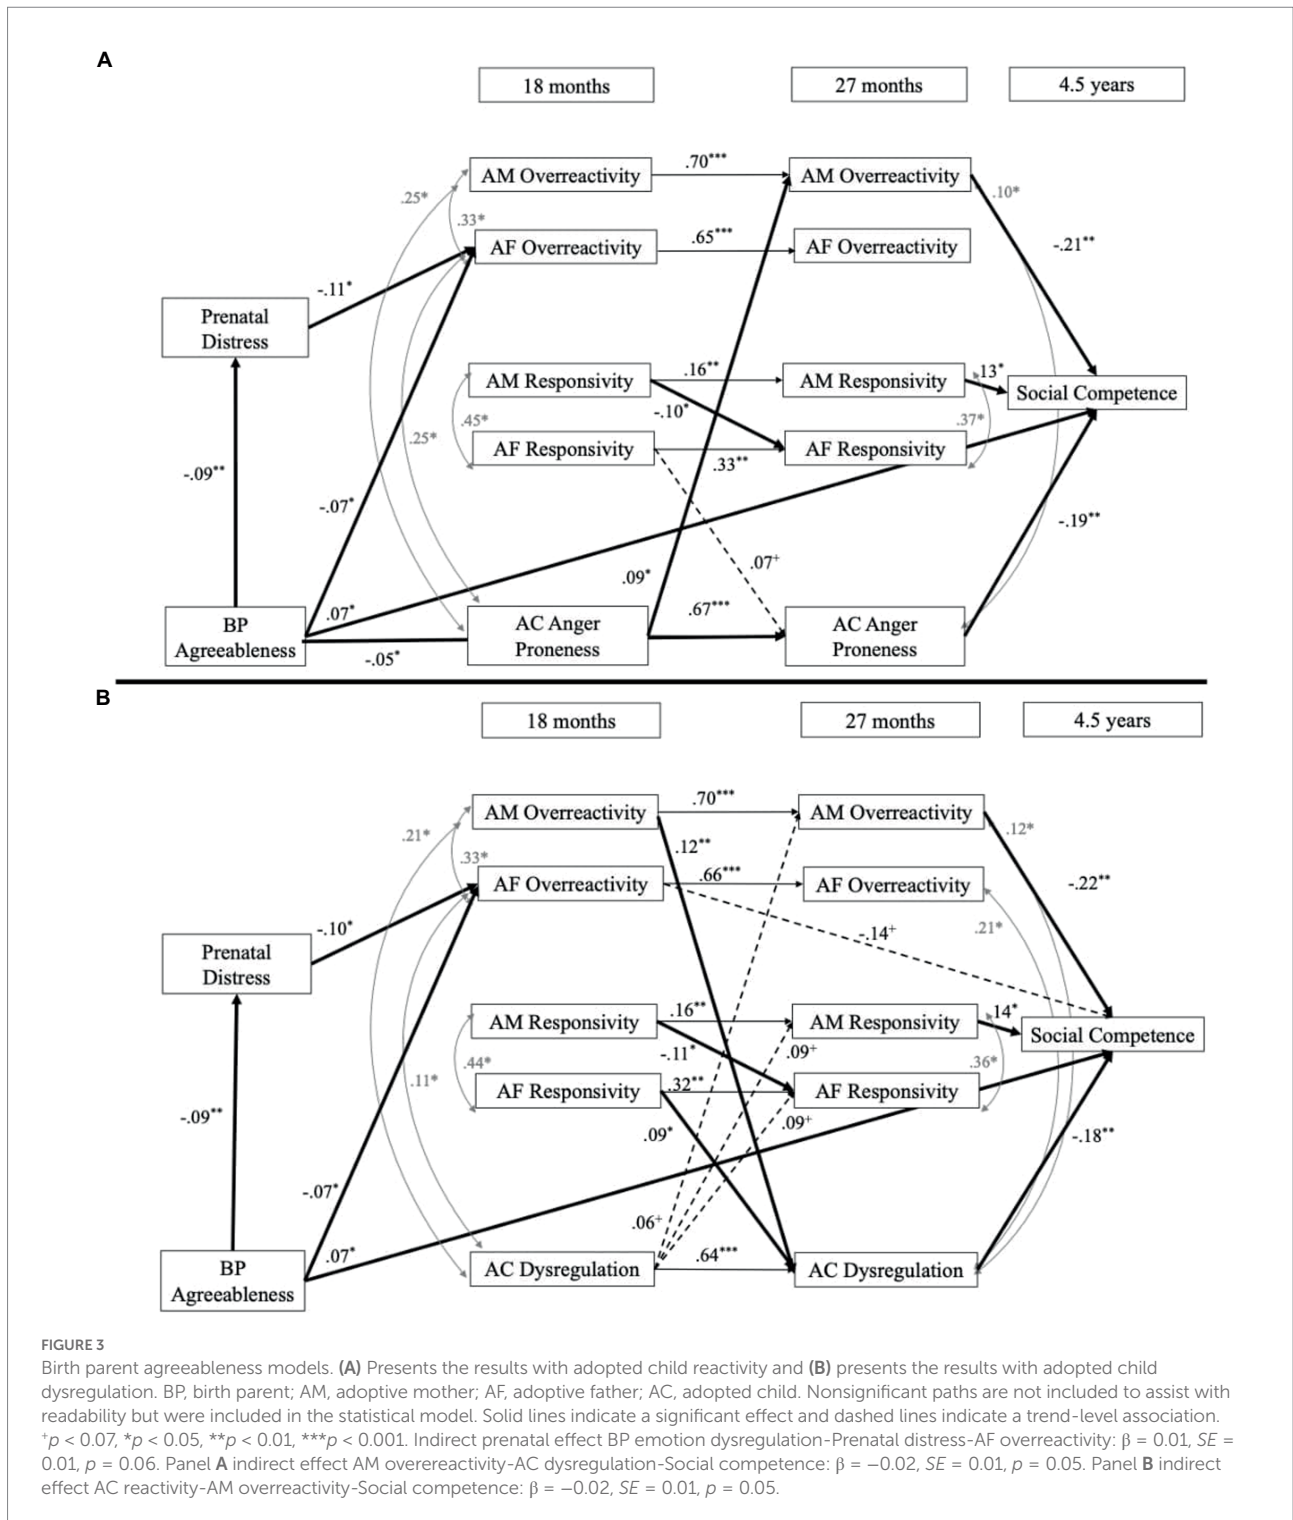 A
18 months
27 months
4.5 years
AM Overreactivity
.70***
AM Overreactivity
.10*
.25*
.33*
AF Overreactivity
.65***
AF Overreactivity
-.21**
-.11*
Prenatal
Distress
AM Responsivity
.16**
AM Responsivity
.13*
Social Competence
-.10*
.45*
.25*
AF Responsivity
.33**
AF Responsivity
.37*
-.09**
-.07*
-.19**
.07+
.09*
.07*
.67***
BP
Agreeableness
AC Anger
Proneness
AC Anger
Proneness
-.05*
B
18 months
27 months
4.5 years
AM Overreactivity
.70***
AM Overreactivity
.12*
.21*
.33*
.12**
AF Overreactivity
.66***
AF Overreactivity
-.22**
-.10*
-.14+
.21*
Prenatal
Distress
AM Responsivity
.16**
AM Responsivity
.14*
Social Competence
-.11*
.09+
.44*
.11*
AF Responsivity
.32**
AF Responsivity
.36*
-.09**
.09*
.09+
-.18**
-.07*
.06+
.07*
.64***
BP
Agreeableness
AC Dysregulation
AC Dysregulation
FIGURE 3
Birth parent agreeableness models. (A) Presents the results with adopted child reactivity and (B) presents the results with adopted child
dysregulation. BP, birth parent; AM, adoptive mother; AF, adoptive father; AC, adopted child. Nonsignificant paths are not included to assist with
readability but were included in the statistical model. Solid lines indicate a significant effect and dashed lines indicate a trend-level association.
+p < 0.07, *p < 0.05, **p < 0.01, ***p < 0.001. Indirect prenatal effect BP emotion dysregulation-Prenatal distress-AF overreactivity: β = 0.01, SE =
0.01, p = 0.06. Panel A indirect effect AM overereactivity-AC dysregulation-Social competence: β = −0.02, SE = 0.01, p = 0.05. Panel B indirect
effect AC reactivity-AM overreactivity-Social competence: β = −0.02, SE = 0.01, p = 0.05.